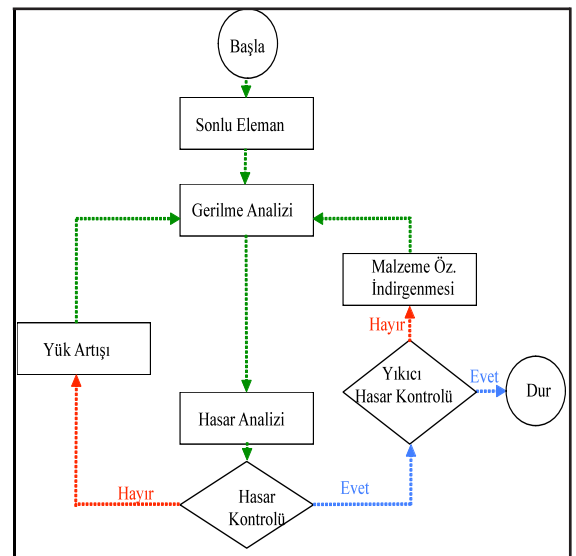 Başla
Sonlu Eleman
Gerilme Analizi
Malzeme Öz.
İndirgenmesi
Hayır
Yük Artışı
Yıkıcı
Hasar Kontrolü
Evet
Dur
Hasar Analizi
Hayır
Hasar
Kontrolü
Evet